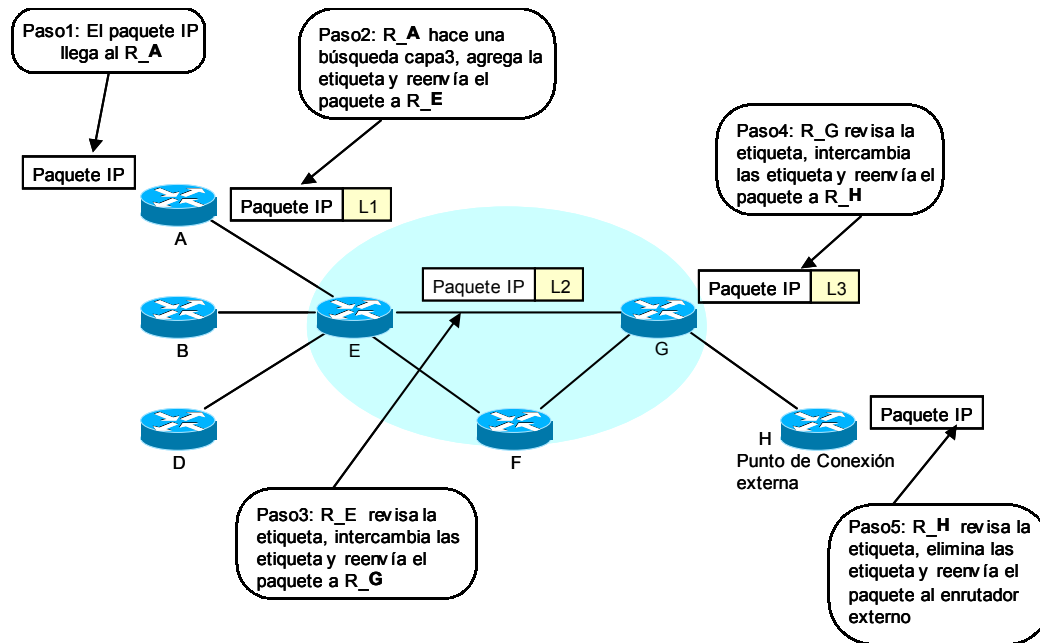 Paso1: El paquete IP
llega al R_A
Paso2: R_A hace una
búsqueda capa3, agrega la
etiqueta y reenvía el
paquete a R_E
Paso4: R_G revisa la
etiqueta, intercambia
las etiqueta y reenvía el
paquete a R_H
Paquete IP
Paquete IP L1
A
Paquete IP L2
Paquete IP L3
B
E
G
D
F
H
Punto de Conexión
externa
Paquete IP
Paso3: R_E revisa la
etiqueta, intercambia las
etiqueta y reenvía el
paquete a R_G
Paso5: R_H revisa la
etiqueta, elimina las
etiqueta y reenvía el
paquete al enrutador
externo